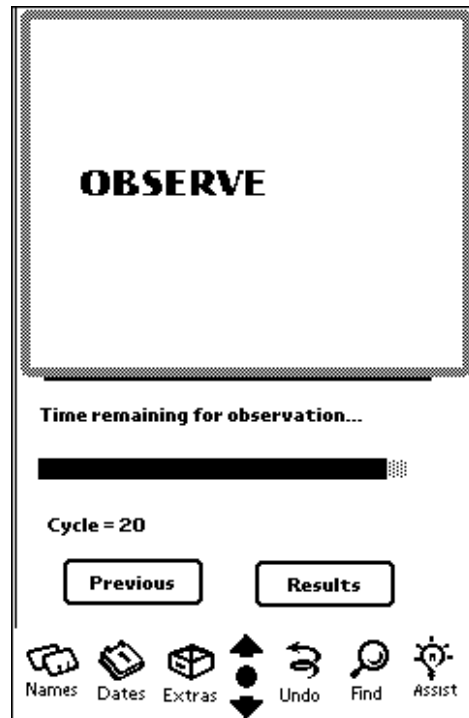 OBSERVE
Time remaining for observation...
Cycle = 20
Previous Results
Names Dates Extras Undo Find Assist